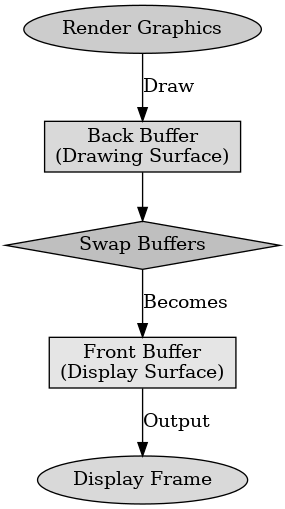 Render Graphics
Draw
Back Buffer
(Drawing Surface)
Swap Buffers
Becomes
Front Buffer
(Display Surface)
Output
Display Frame